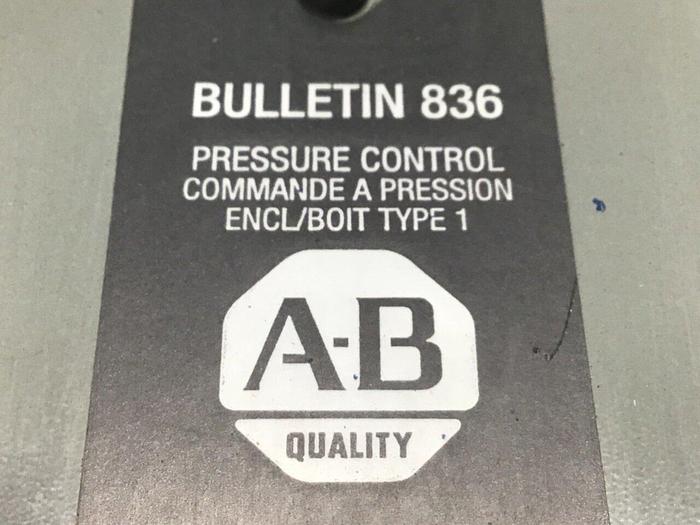 BULLETIN 836
PRESSURE CONTROL
COMMANDE A PRESSION
ENCL/BOIT TYPE 1
A-B
QUALITY